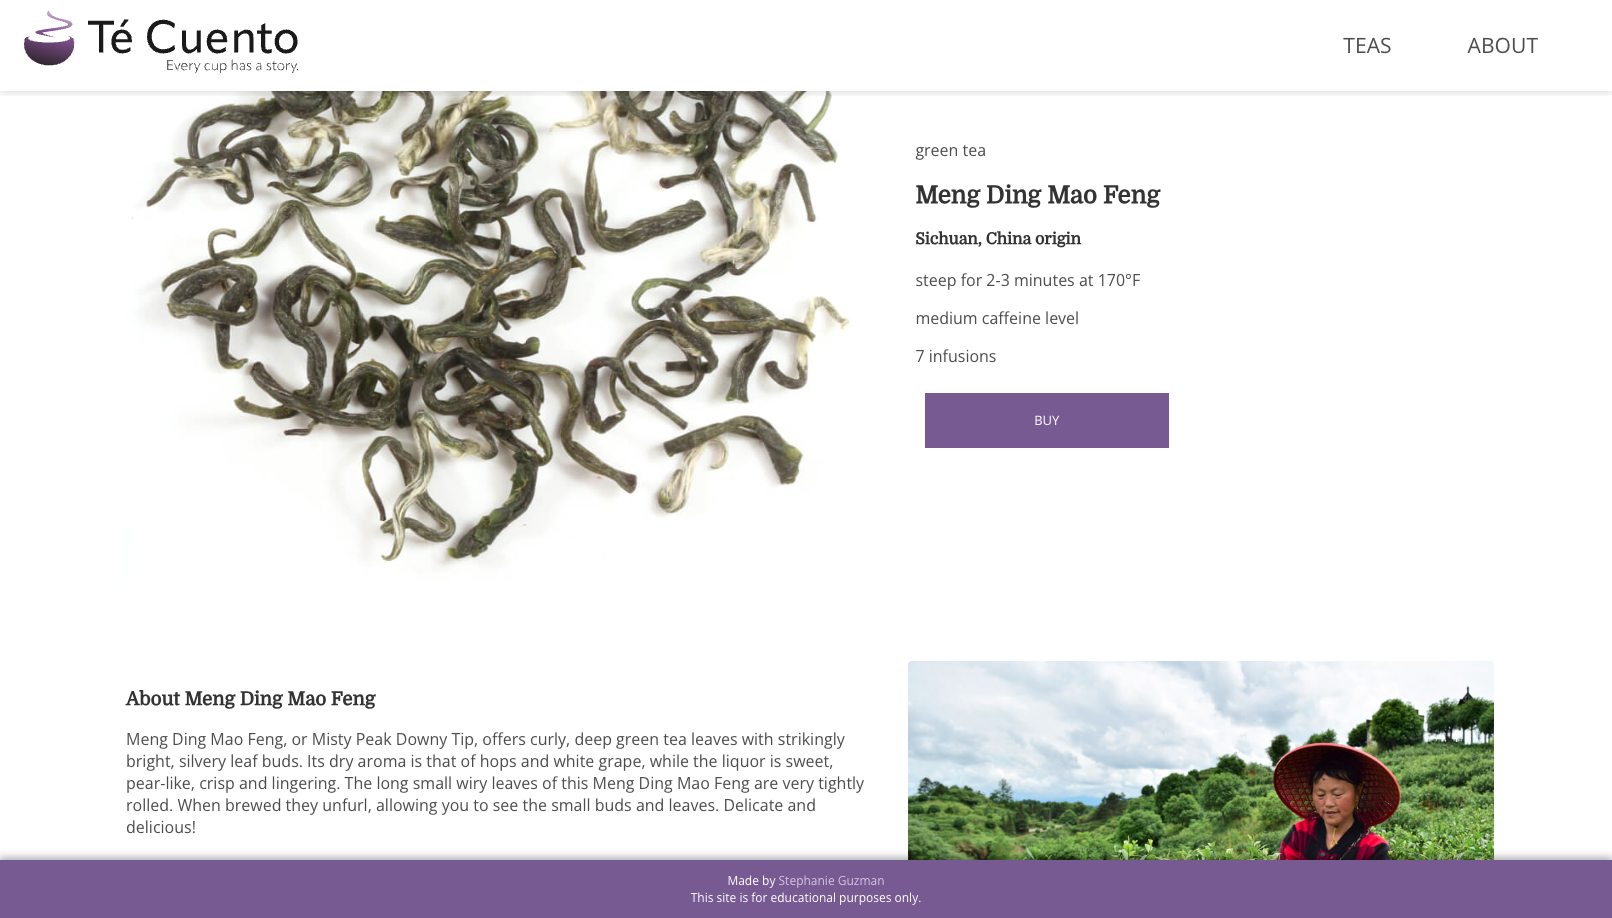 Té Cuento
Every cup has a story.
TEAS
ABOUT
green tea
Meng Ding Mao Feng
Sichuan, China origin
steep for 2-3 minutes at 170°F
medium caffeine level
7 infusions
BUY
About Meng Ding Mao Feng
Meng Ding Mao Feng, or Misty Peak Downy Tip, offers curly, deep green tea leaves with strikingly
bright, silvery leaf buds. Its dry aroma is that of hops and white grape, while the liquor is sweet,
pear-like, crisp and lingering. The long small wiry leaves of this Meng Ding Mao Feng are very tightly
rolled. When brewed they unfurl, allowing you to see the small buds and leaves. Delicate and
delicious!
Made by Stephanie Guzman
This site is for educational purposes only.